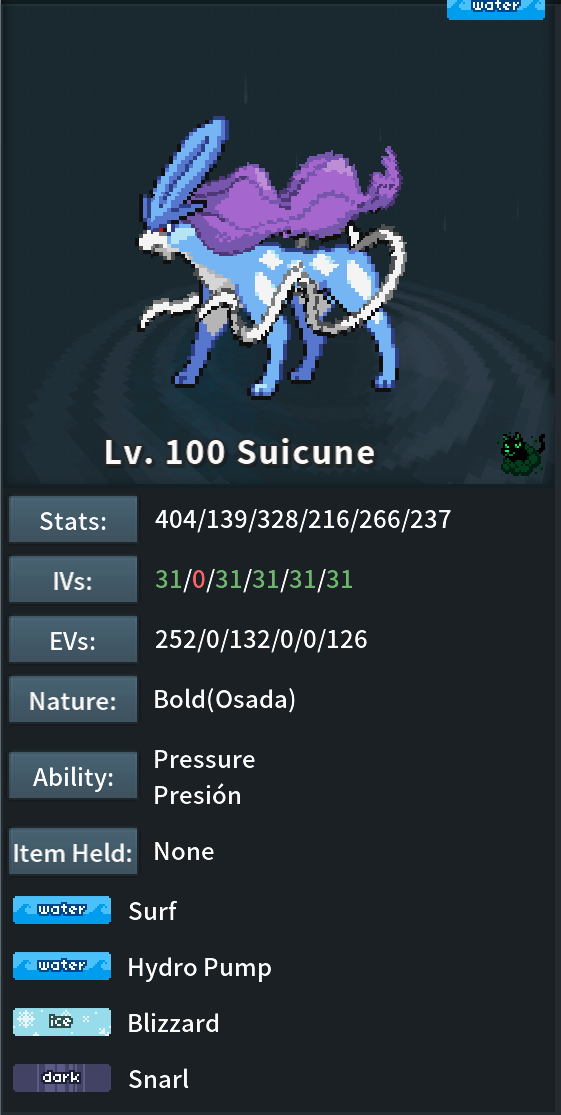 water
Lv. 100 Suicune
Stats: 404/139/328/216/266/237
IVs: 31/0/31/31/31/31
EVs: 252/0/132/0/0/126
Nature: Bold(Osada)
Ability: Pressure
Presión
Item Held: None
water Surf
water Hydro Pump
ice Blizzard
dark Snarl